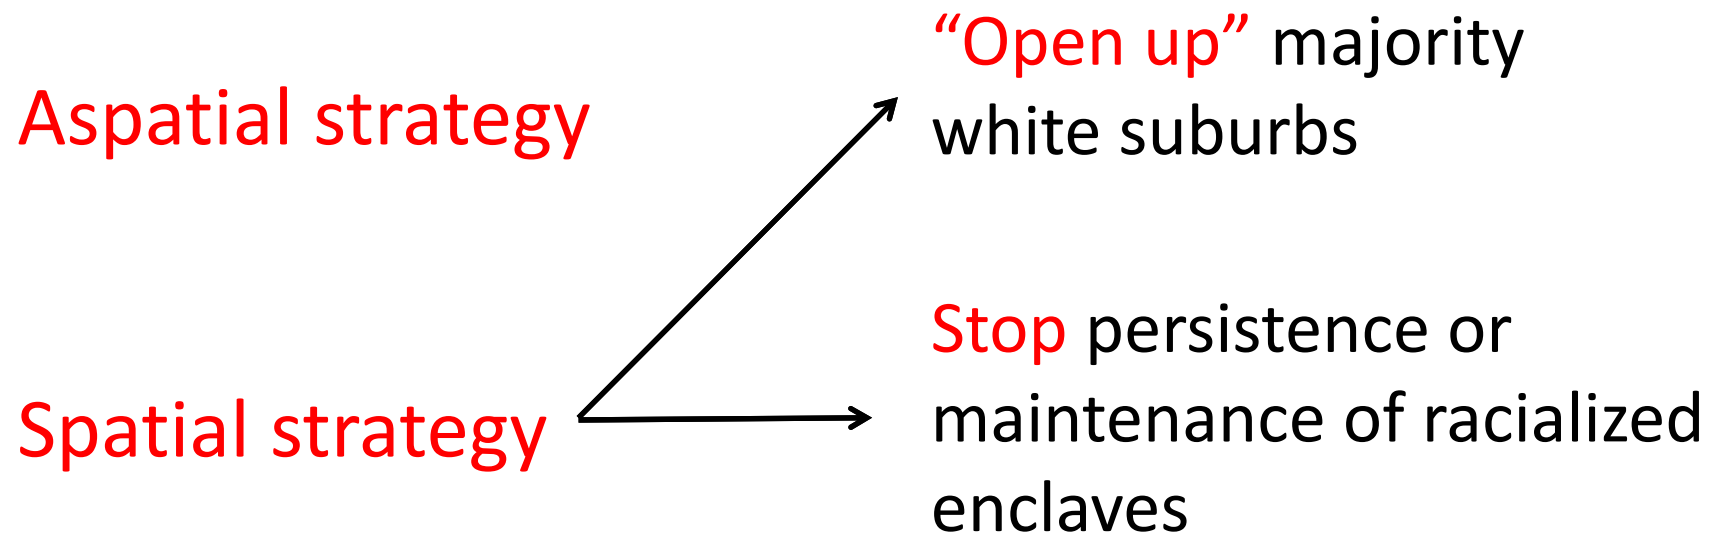 Aspatial strategy
Spatial strategy
“Open up” majority
white suburbs
Stop persistence or
maintenance of racialized
enclaves